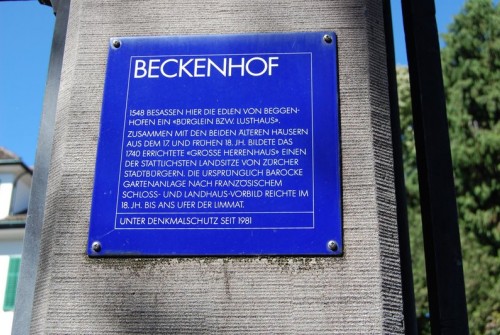 BECKENHOF
1548 BESASSEN HIER DIE EDLEN VON BEGGEN-
HOFEN EIN «BÜRGLEIN BZW. LUSTHAUS».
ZUSAMMEN MIT DEN BEIDEN ÄLTEREN HÄUSERN
AUS DEM 17. UND FRÜHEN 18. JH. BILDETE DAS
1740 ERRICHTETE «GROSSE HERRENHAUS» EINEN
DER STATTLICHSTEN LANDSITZE VON ZÜRCHER
STADTBÜRGERN. DIE URSPRÜNGLICH BAROCKE
GARTENANLAGE NACH FRANZÖSISCHEM
SCHLOSS- UND LANDHAUS-VORBILD REICHTE IM
18. JH. BIS ANS UFER DER LIMMAT.
UNTER DENKMALSCHUTZ SEIT 1981